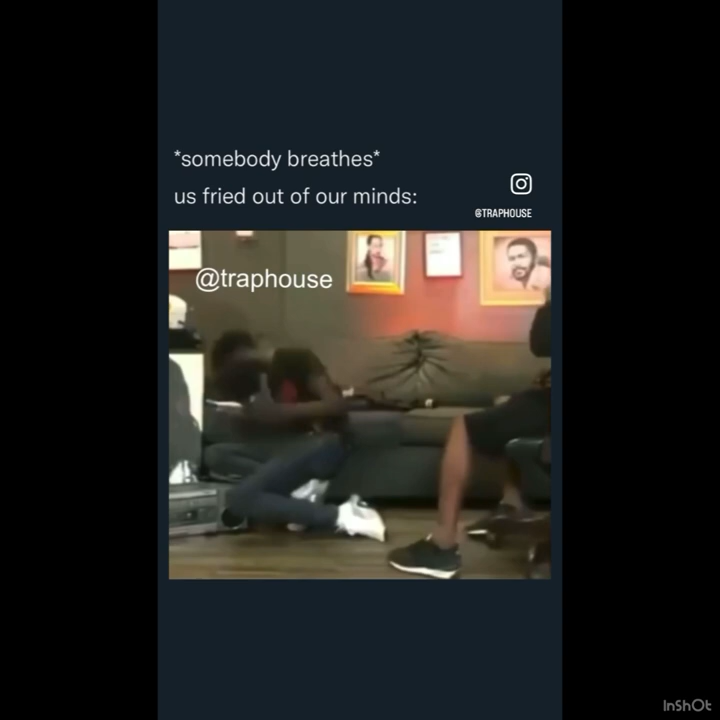 *somebody breathes*
us fried out of our minds:
@TRAPHOUSE
@traphouse
InShOt